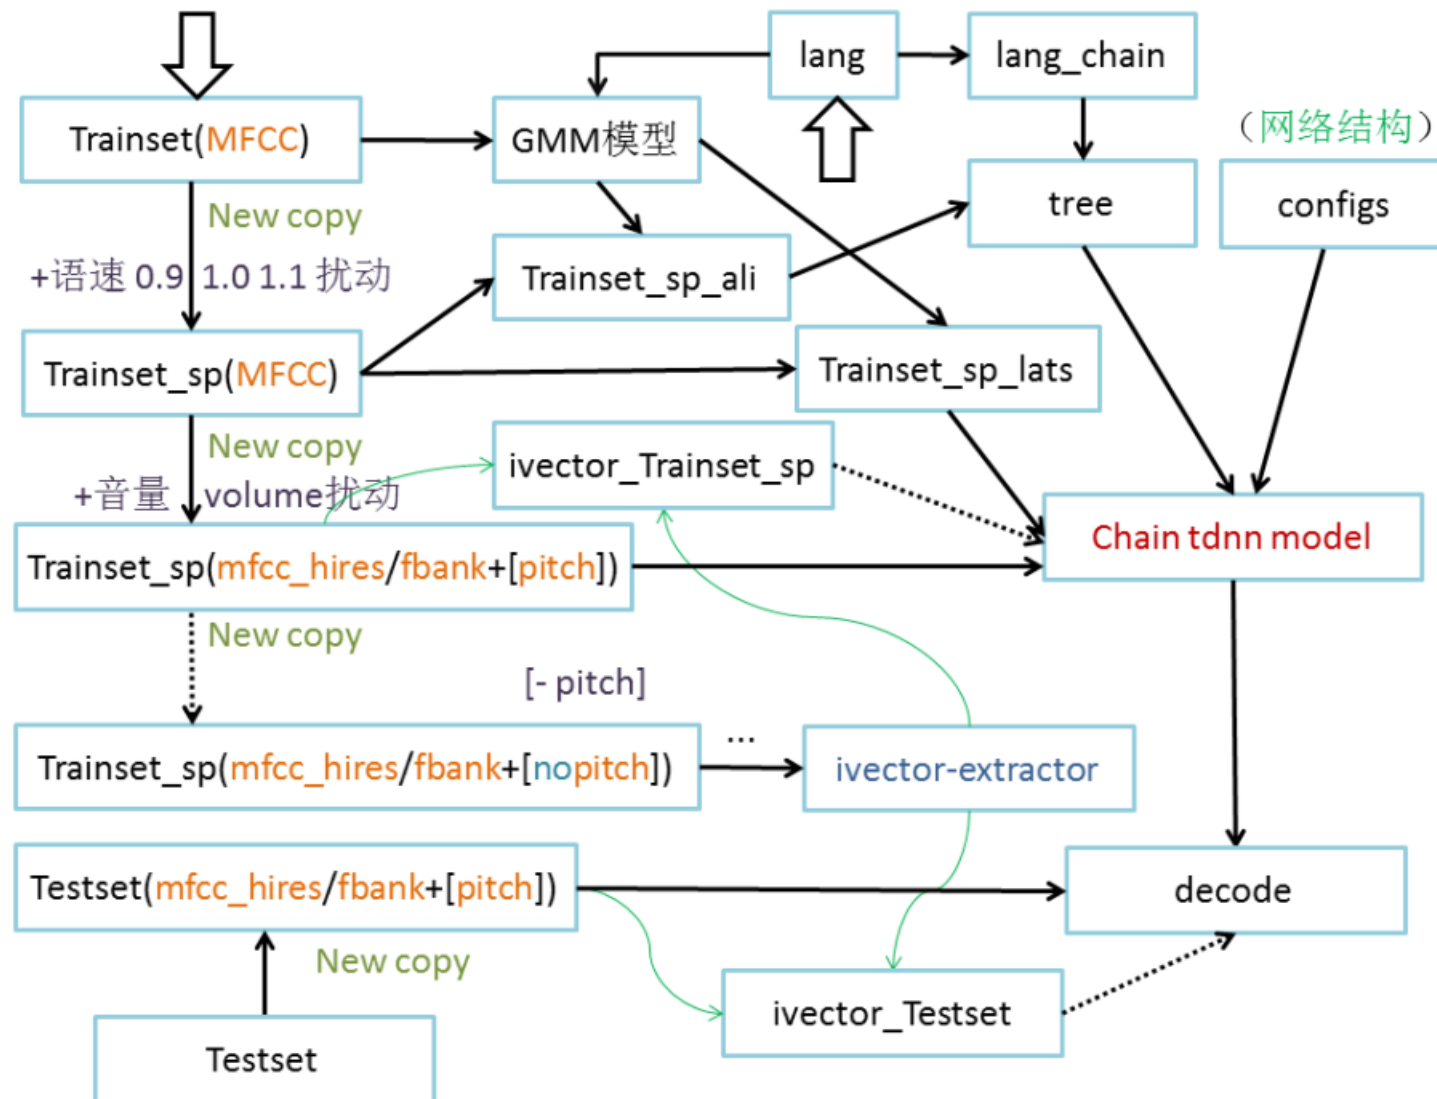 lang
lang_chain
Trainset(MFCC)
GMM模型
（网络结构）
New copy
tree
configs
+语速 0.9 1.0 1.1 扰动
Trainset_sp_ali
Trainset_sp(MFCC)
Trainset_sp_lats
New copy
ivector_Trainset_sp
+音量 volume扰动
Chain tdnn model
Trainset_sp(mfcc_hires/fbank+[pitch])
New copy
[- pitch]
...
Trainset_sp(mfcc_hires/fbank+[nopitch])
ivector-extractor
Testset(mfcc_hires/fbank+[pitch])
decode
New copy
ivector_Testset
Testset